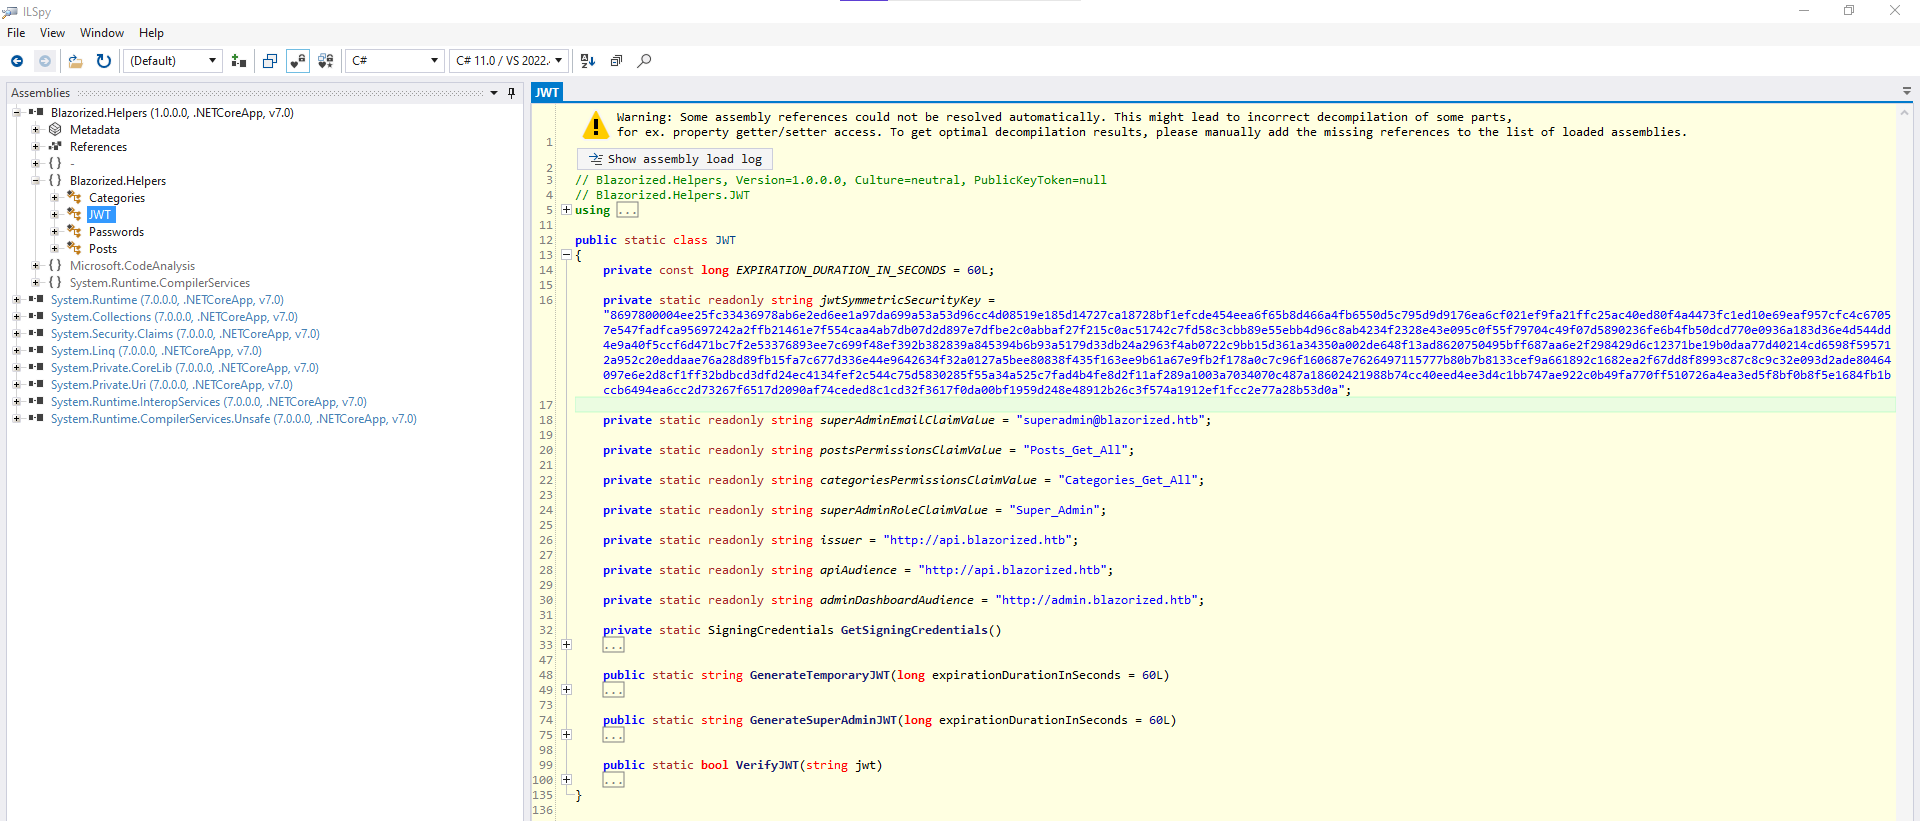 ILSpy
File View Window Help
(Default) C# C# 11.0 / VS 2022.
Assemblies
Blazorized.Helpers (1.0.0.0, .NETCoreApp, v7.0)
Metadata
References
{ } -
{ } Blazorized.Helpers
Categories
JWT
Passwords
Posts
{ } Microsoft.CodeAnalysis
{ } System.Runtime.CompilerServices
System.Runtime (7.0.0.0, .NETCoreApp, v7.0)
System.Collections (7.0.0.0, .NETCoreApp, v7.0)
System.Security.Claims (7.0.0.0, .NETCoreApp, v7.0)
System.Linq (7.0.0.0, .NETCoreApp, v7.0)
System.Private.CoreLib (7.0.0.0, .NETCoreApp, v7.0)
System.Private.Uri (7.0.0.0, .NETCoreApp, v7.0)
System.Runtime.InteropServices (7.0.0.0, .NETCoreApp, v7.0)
System.Runtime.CompilerServices.Unsafe (7.0.0.0, .NETCoreApp, v7.0)
JWT
Warning: Some assembly references could not be resolved automatically. This might lead to incorrect decompilation of some parts,
for ex. property getter/setter access. To get optimal decompilation results, please manually add the missing references to the list of loaded assemblies.
1
Show assembly load log
2
3 // Blazorized.Helpers, Version=1.0.0.0, Culture=neutral, PublicKeyToken=null
4 // Blazorized.Helpers.JWT
5 using ...
11
12 public static class JWT
13 {
14 private const long EXPIRATION_DURATION_IN_SECONDS = 60L;
15
16 private static readonly string jwtSymmetricSecurityKey =
"8697800004ee25fc33436978ab6e2ed6ee1a97da699a53a53d96cc4d08519e185d14727ca18728bf1efcde454eea6f65b8d466a4fb6550d5c795d9d9176ea6cf021ef9fa21ffc25ac40ed80f4a4473fc1ed10e69eaf957cfc4c6705
7e547fadfca95697242a2ffb21461e7f554caa4ab7db07d2d897e7dfbe2c0abbaf27f215c0ac51742c7fd58c3cbb89e55ebb4d96c8ab4234f2328e43e095c0f55f79704c49f07d5890236fe6b4fb50dcd770e0936a183d36e4d544dd
4e9a40f5ccf6d471bc7f2e53376893ee7c699f48ef392b382839a845394b6b93a5179d33db24a2963f4ab0722c9bb15d361a34350a002de648f13ad8620750495bff687aa6e2f298429d6c12371be19b0daa77d40214cd6598f59571
2a952c20eddaae76a28d89fb15fa7c677d336e44e9642634f32a0127a5bee80838f435f163ee9b61a67e9fb2f178a0c7c96f160687e7626497115777b80b7b8133cef9a661892c1682ea2f67dd8f8993c87c8c9c32e093d2ade80464
097e6e2d8cf1ff32bdbcd3dfd24ec4134fef2c544c75d5830285f55a34a525c7fad4b4fe8d2f11af289a1003a7034070c487a18602421988b74cc40eed4ee3d4c1bb747ae922c0b49fa770ff510726a4ea3ed5f8bf0b8f5e1684fb1b
ccb6494ea6cc2d73267f6517d2090af74ceded8c1cd32f3617f0da00bf1959d248e48912b26c3f574a1912ef1fcc2e77a28b53d0a";
17
18 private static readonly string superAdminEmailClaimValue = "superadmin@blazorized.htb";
19
20 private static readonly string postsPermissionsClaimValue = "Posts_Get_All";
21
22 private static readonly string categoriesPermissionsClaimValue = "Categories_Get_All";
23
24 private static readonly string superAdminRoleClaimValue = "Super_Admin";
25
26 private static readonly string issuer = "http://api.blazorized.htb";
27
28 private static readonly string apiAudience = "http://api.blazorized.htb";
29
30 private static readonly string adminDashboardAudience = "http://admin.blazorized.htb";
31
32 private static SigningCredentials GetSigningCredentials()
33 ...
47
48 public static string GenerateTemporaryJWT(long expirationDurationInSeconds = 60L)
49 ...
73
74 public static string GenerateSuperAdminJWT(long expirationDurationInSeconds = 60L)
75 ...
98
99 public static bool VerifyJWT(string jwt)
100 ...
135 }
136